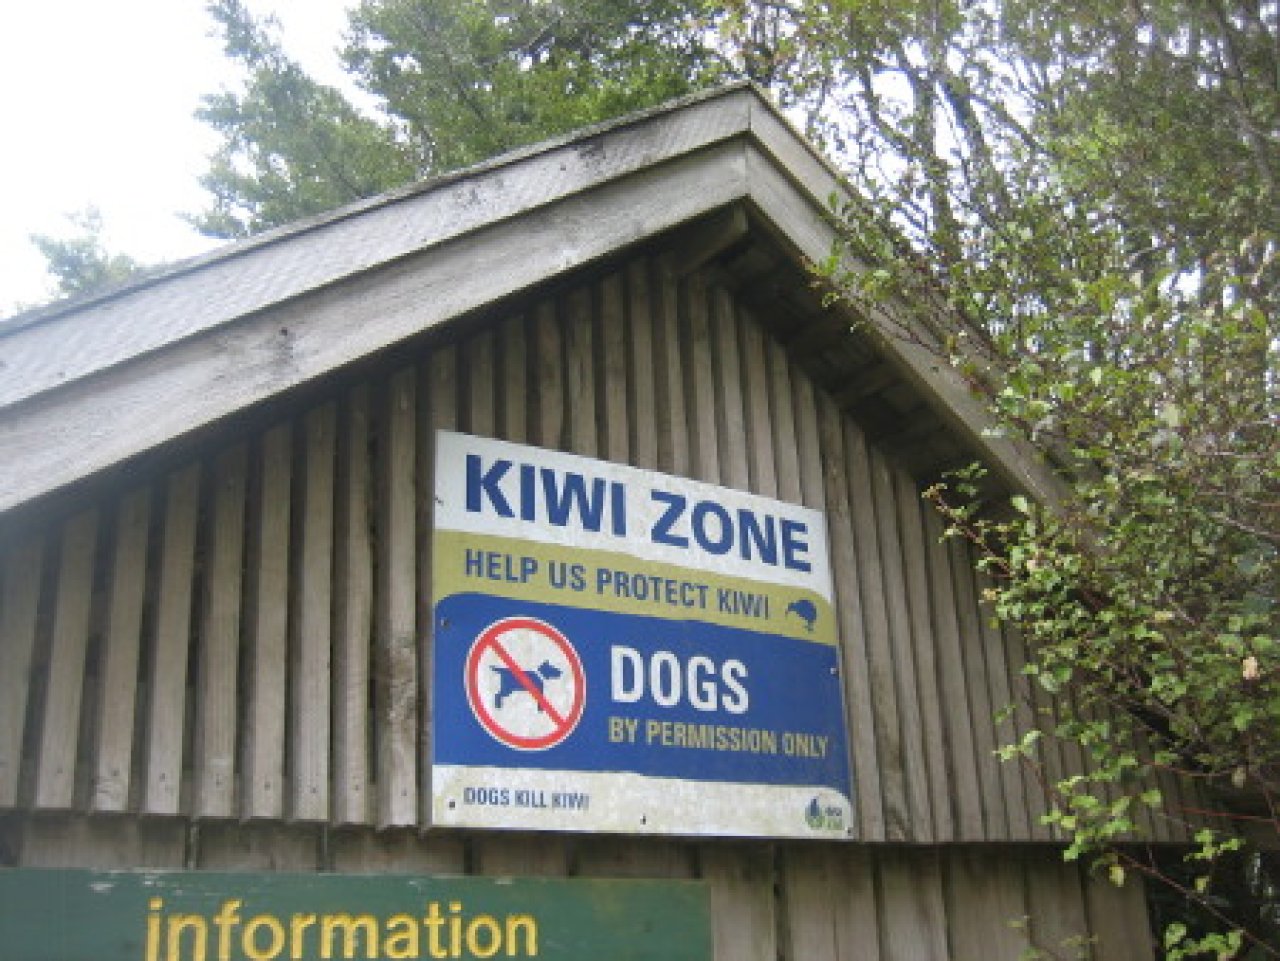 KIWI ZONE
HELP US PROTECT KIWI
DOGS
BY PERMISSION ONLY
DOGS KILL KIWI
information